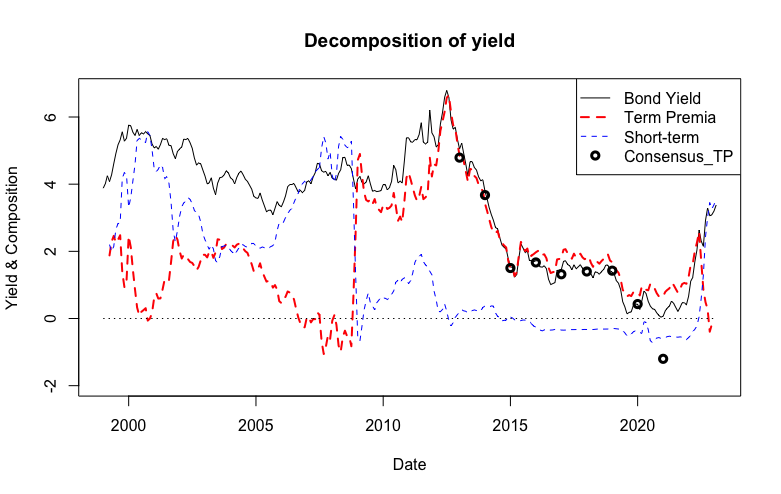 Decomposition of yield
Bond Yield
Term Premia
Short-term
Consensus_TP
Yield & Composition
6
4
2
0
-2
2000 2005 2010 2015 2020
Date